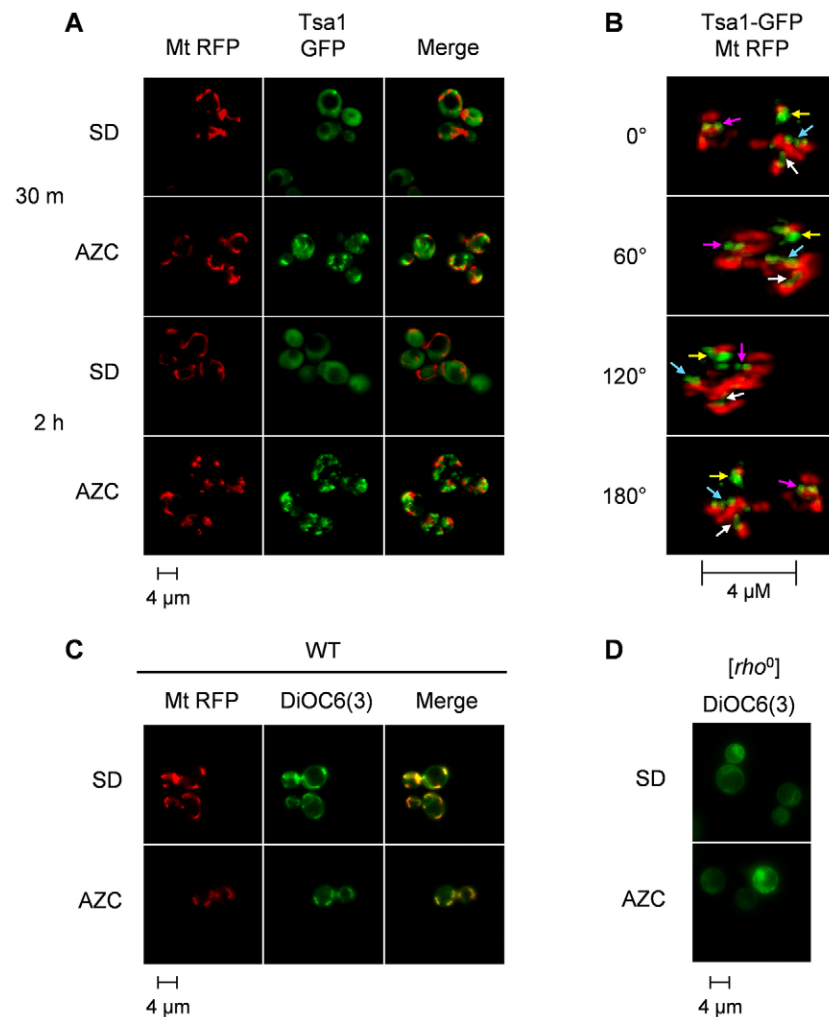 A
Mt RFP
Tsa1
GFP
Merge
SD
30 m
AZC
SD
2 h
AZC
4 µm
B
Tsa1-GFP
Mt RFP
0°
60°
120°
180°
4 µM
C
WT
Mt RFP
DiOC6(3)
Merge
SD
AZC
4 µm
D
[rho⁰]
DiOC6(3)
SD
AZC
4 µm